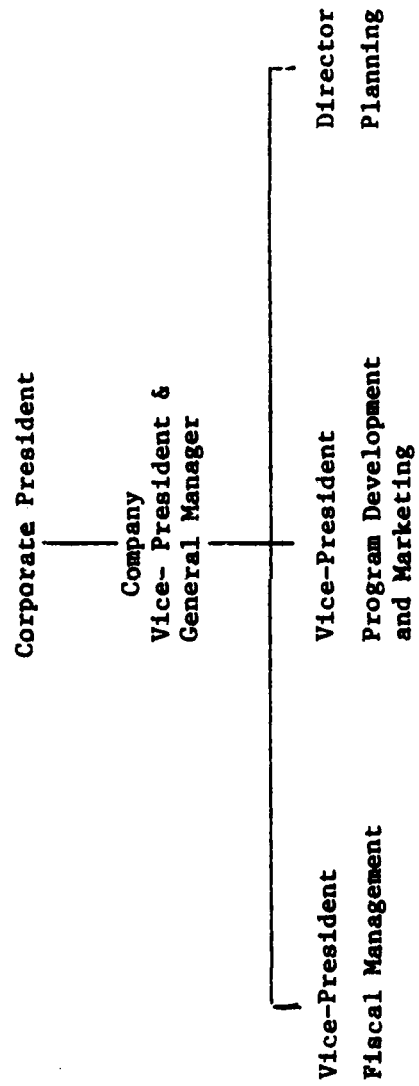 Corporate President
Company
Vice- President &
General Manager
Vice-President
Fiscal Management
Vice-President
Program Development
and Marketing
Director
Planning